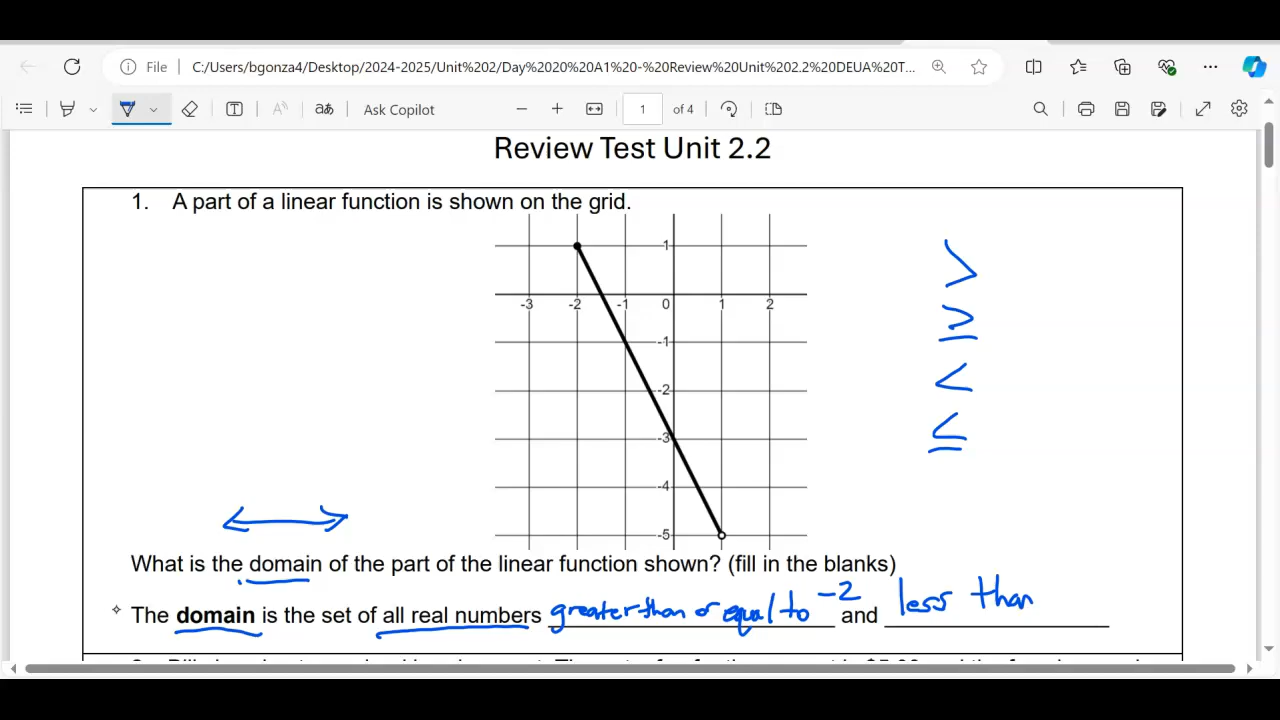 File C:/Users/bgonza4/Desktop/2024-2025/Unit%202/Day%2020%20A1%20-%20Review%20Unit%202.2%20DEUA%20T...
aあ Ask Copilot 1 of 4
Review Test Unit 2.2
1. A part of a linear function is shown on the grid.
1
-3 -2 -1 0 1 2
-1
-2
-3
-4
-5
>
≥
<
≤
What is the domain of the part of the linear function shown? (fill in the blanks)
The domain is the set of all real numbers greater than or equal to -2 and less than